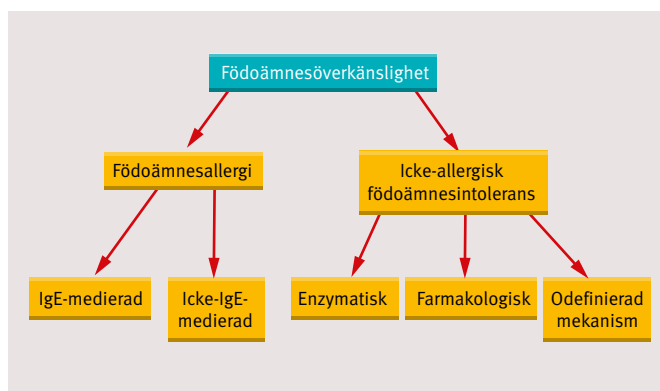 Födoämnesöverkänslighet
Födoämnesallergi
Icke-allergisk
födoämnesintolerans
IgE-medierad
Icke-IgE-
medierad
Enzymatisk
Farmakologisk
Odefinierad
mekanism